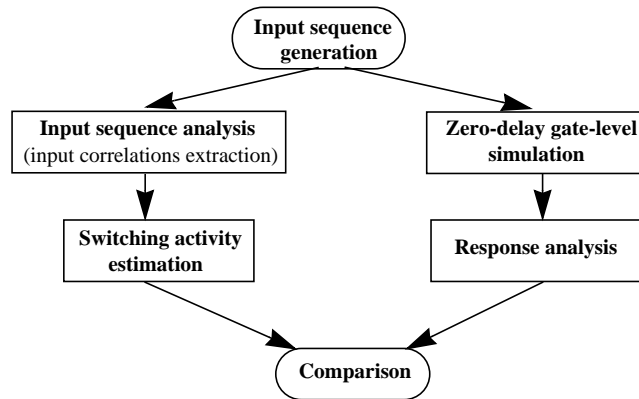 Input sequence
generation
Input sequence analysis
(input correlations extraction)
Zero-delay gate-level
simulation
Switching activity
estimation
Response analysis
Comparison